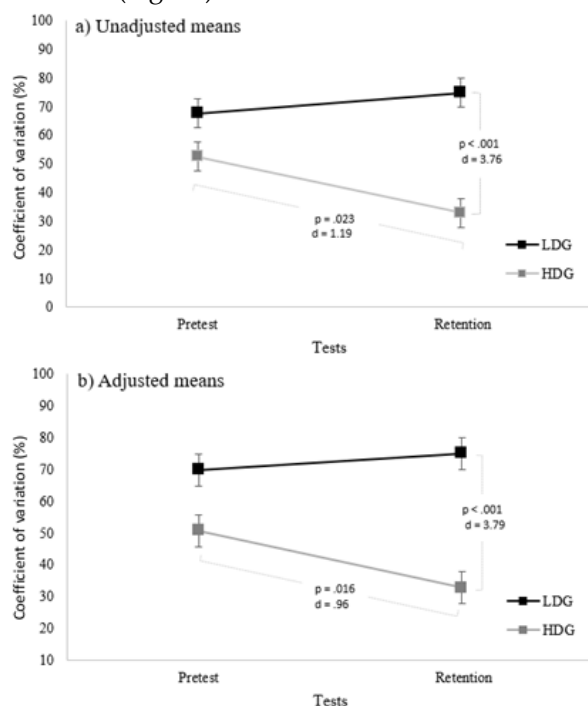 a) Unadjusted means
Coefficient of variation (%)
100
90
80
70
60
50
40
30
20
10
0
p < .001
d = 3.76
p = .023
d = 1.19
LDG
HDG
Pretest
Retention
Tests
b) Adjusted means
Coefficient of variation (%)
100
90
80
70
60
50
40
30
20
10
p < .001
d = 3.79
p = .016
d = .96
LDG
HDG
Pretest
Retention
Tests